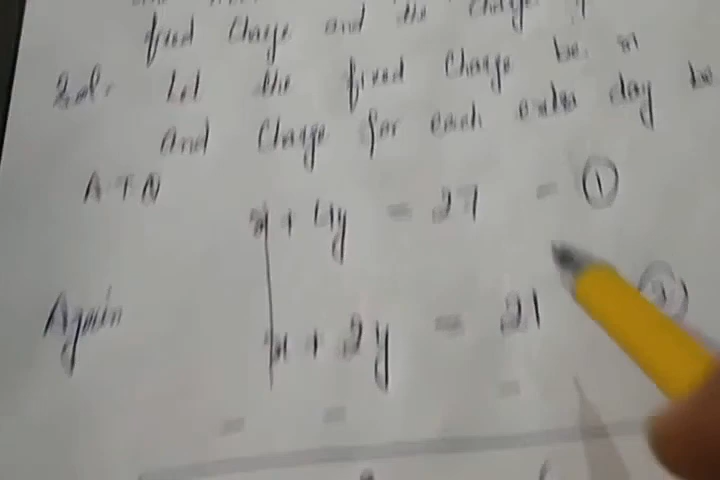 fixed charge and the charge
Sol. Let the fixed charge be x
and charge for each extra day be
A T Q
x + 4y = 27 - ①
Again x + 2y = 21 ②
- - -